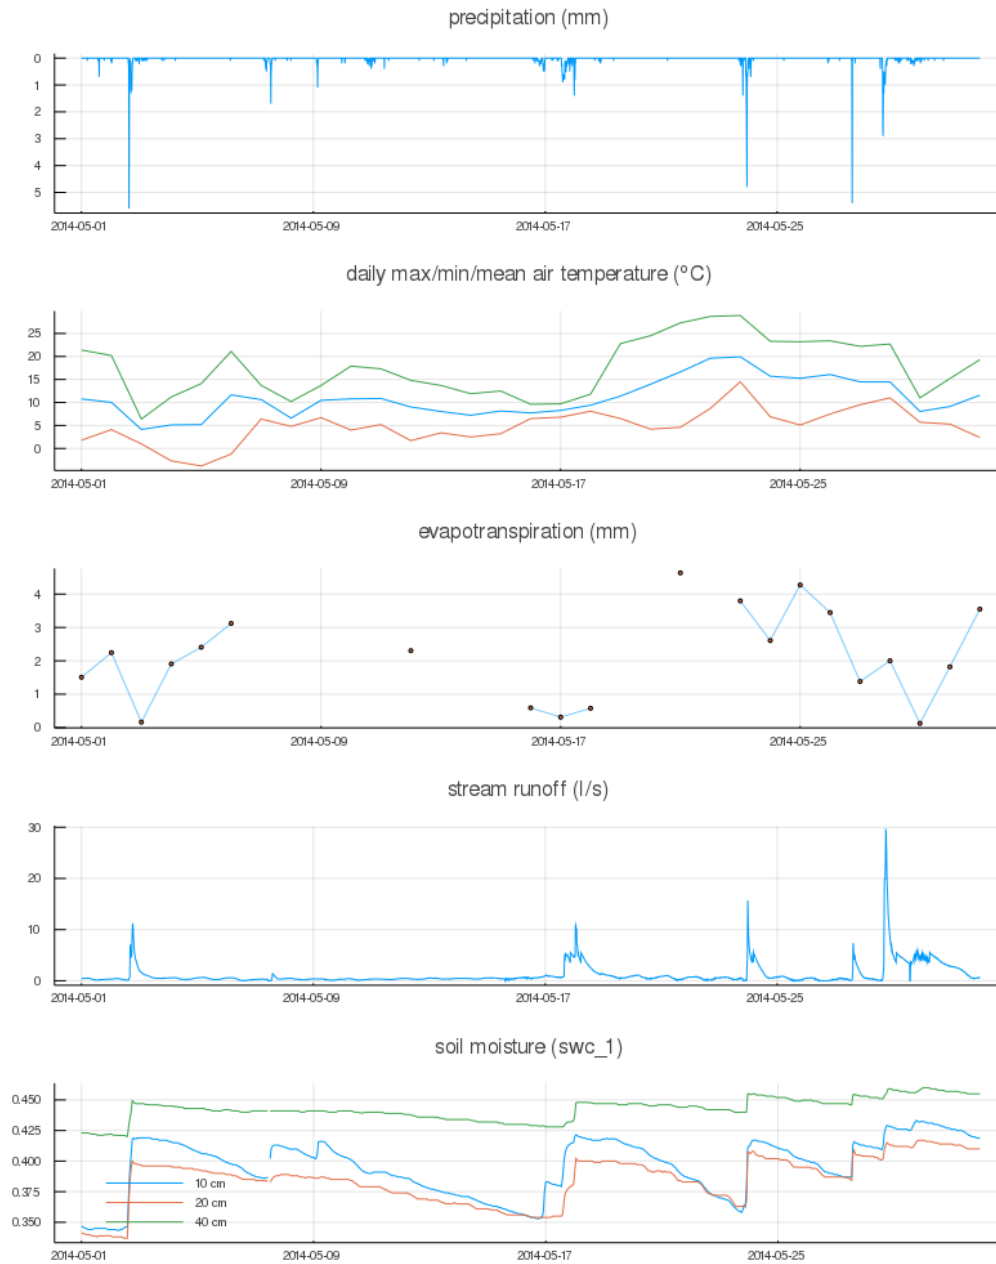 precipitation (mm)
0
1
2
3
4
5
2014-05-01 2014-05-09 2014-05-17 2014-05-25
daily max/min/mean air temperature (ºC)
25
20
15
10
5
0
2014-05-01 2014-05-09 2014-05-17 2014-05-25
evapotranspiration (mm)
4
3
2
1
0
2014-05-01 2014-05-09 2014-05-17 2014-05-25
stream runoff (l/s)
30
20
10
0
2014-05-01 2014-05-09 2014-05-17 2014-05-25
soil moisture (swc_1)
0.450
0.425
0.400
0.375
0.350
10 cm
20 cm
40 cm
2014-05-01 2014-05-09 2014-05-17 2014-05-25